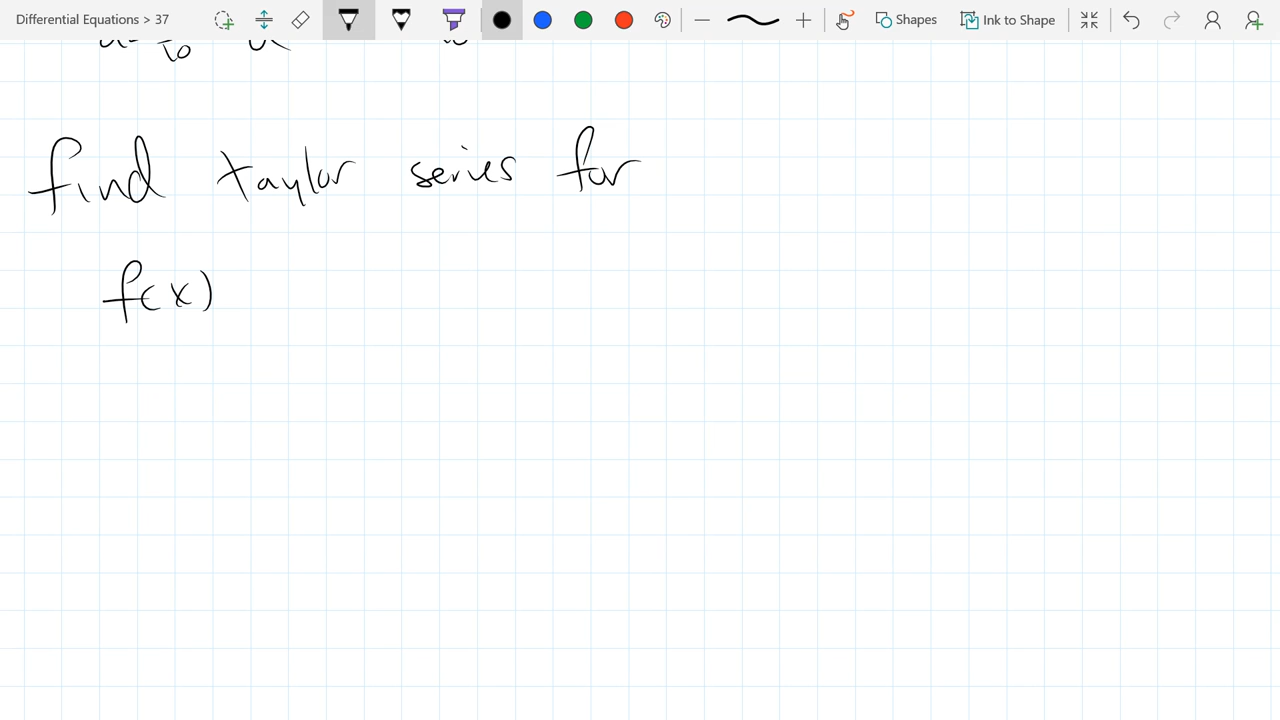 Differential Equations > 37 Shapes Ink to Shape
find taylor series for
f(x)